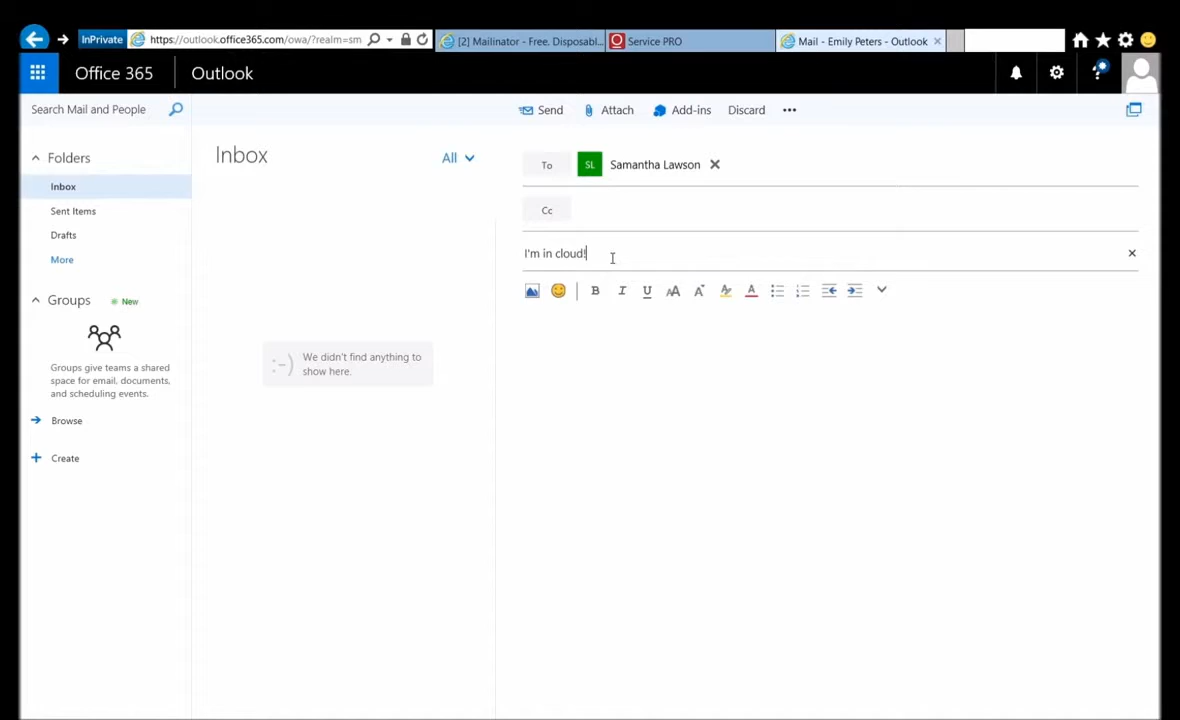 InPrivate
https://outlook.office365.com/owa/?realm=sm
[2] Mailinator - Free, Disposabl...
Service PRO
Mail - Emily Peters - Outlook
Office 365
Outlook
Search Mail and People
Send
Attach
Add-ins
Discard
Folders
Inbox
Sent Items
Drafts
More
Groups
New
Groups give teams a shared
space for email, documents,
and scheduling events.
Browse
Create
Inbox
All
:-)
We didn't find anything to
show here.
To
SL
Samantha Lawson
Cc
I'm in cloud!
B
I
U
AA
A
A